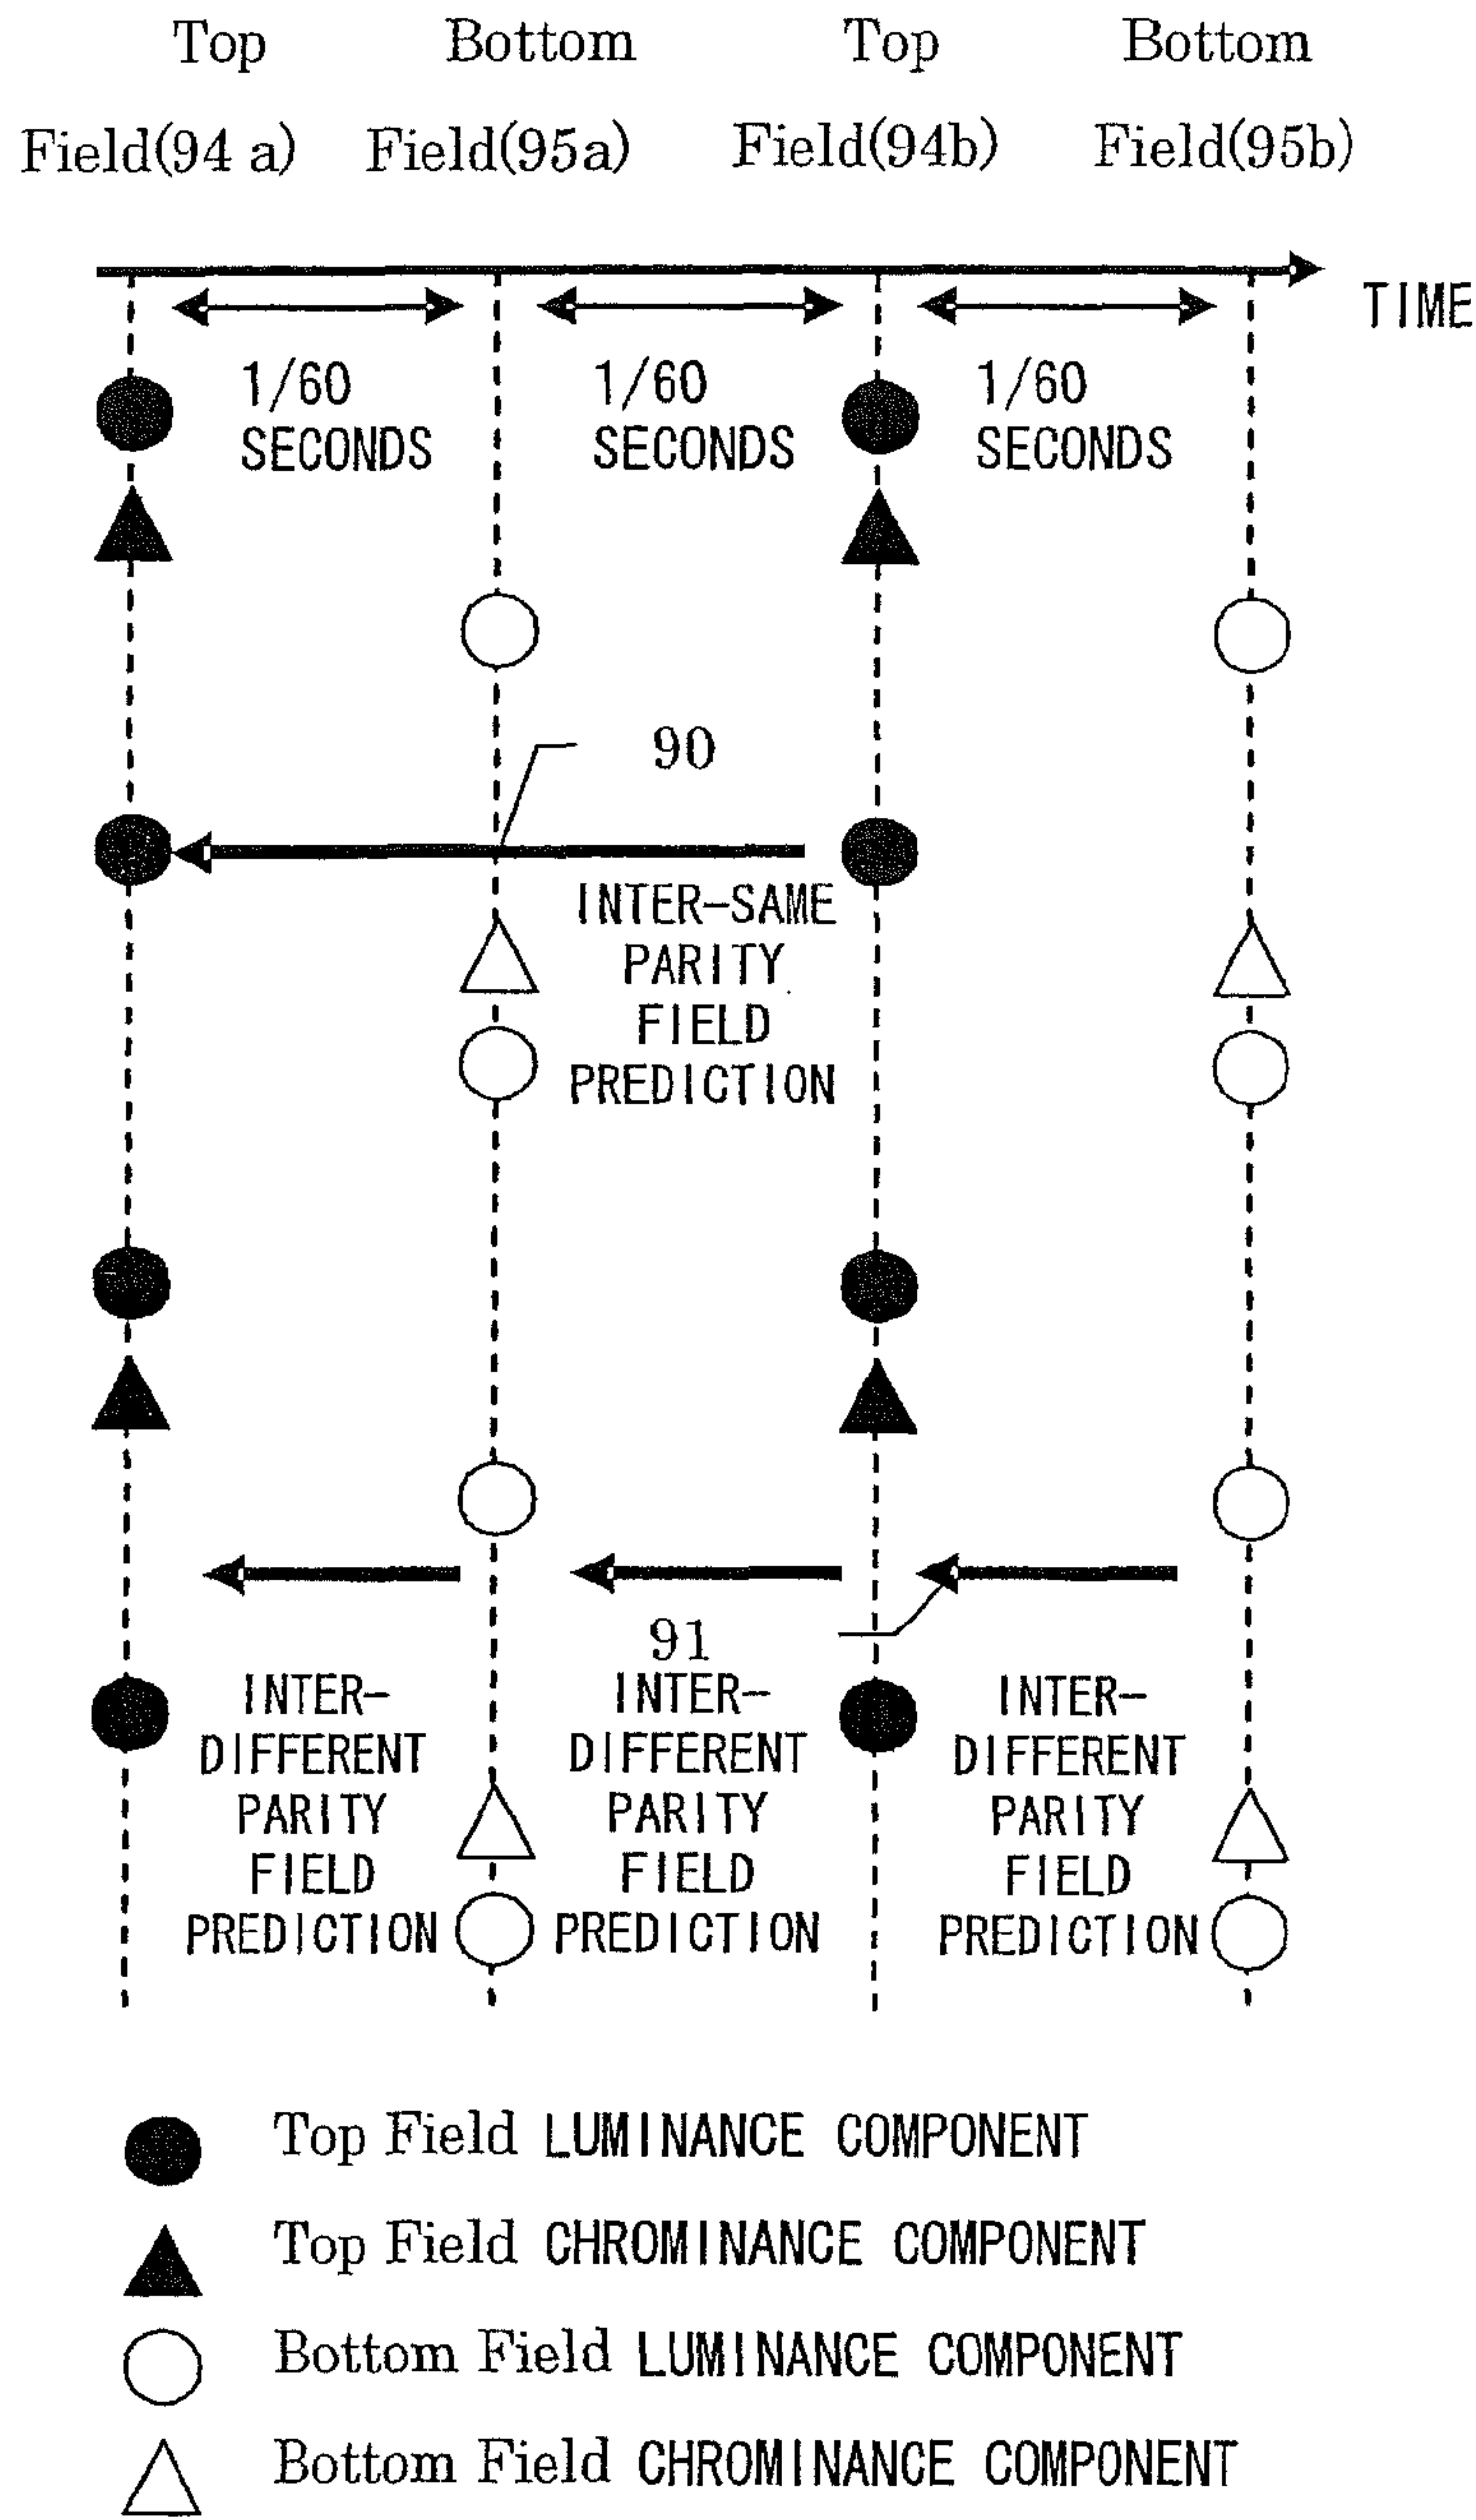 Top Bottom Top Bottom
Field(94 a) Field(95a) Field(94b) Field(95b)
TIME
1/60 1/60 1/60
SECONDS SECONDS SECONDS
90
INTER-SAME
PARITY
FIELD
PREDICTION
91
INTER- INTER- INTER-
DIFFERENT DIFFERENT DIFFERENT
PARITY PARITY PARITY
FIELD FIELD FIELD
PREDICTION PREDICTION PREDICTION
Top Field LUMINANCE COMPONENT
Top Field CHROMINANCE COMPONENT
Bottom Field LUMINANCE COMPONENT
Bottom Field CHROMINANCE COMPONENT